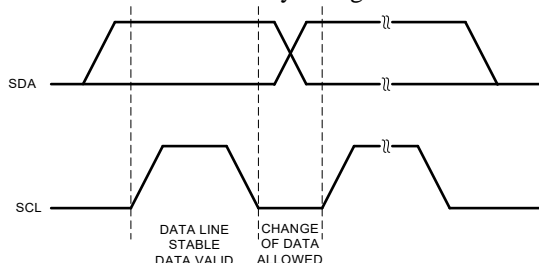 SDA
SCL
DATA LINE
STABLE
DATA VALID
CHANGE
OF DATA
ALLOWED